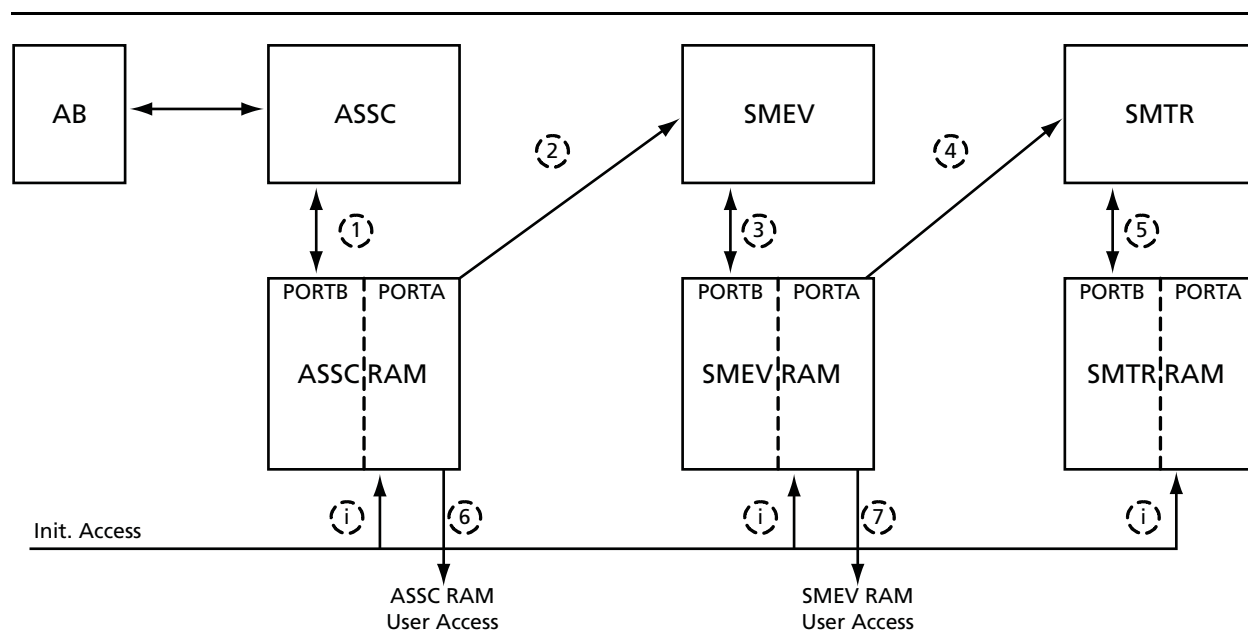 AB
ASSC
SMEV
SMTR
2
4
1
3
5
PORTB PORTA
PORTB PORTA
PORTB PORTA
ASSC RAM
SMEV RAM
SMTR RAM
Init. Access
i
6
i
7
i
ASSC RAM
User Access
SMEV RAM
User Access